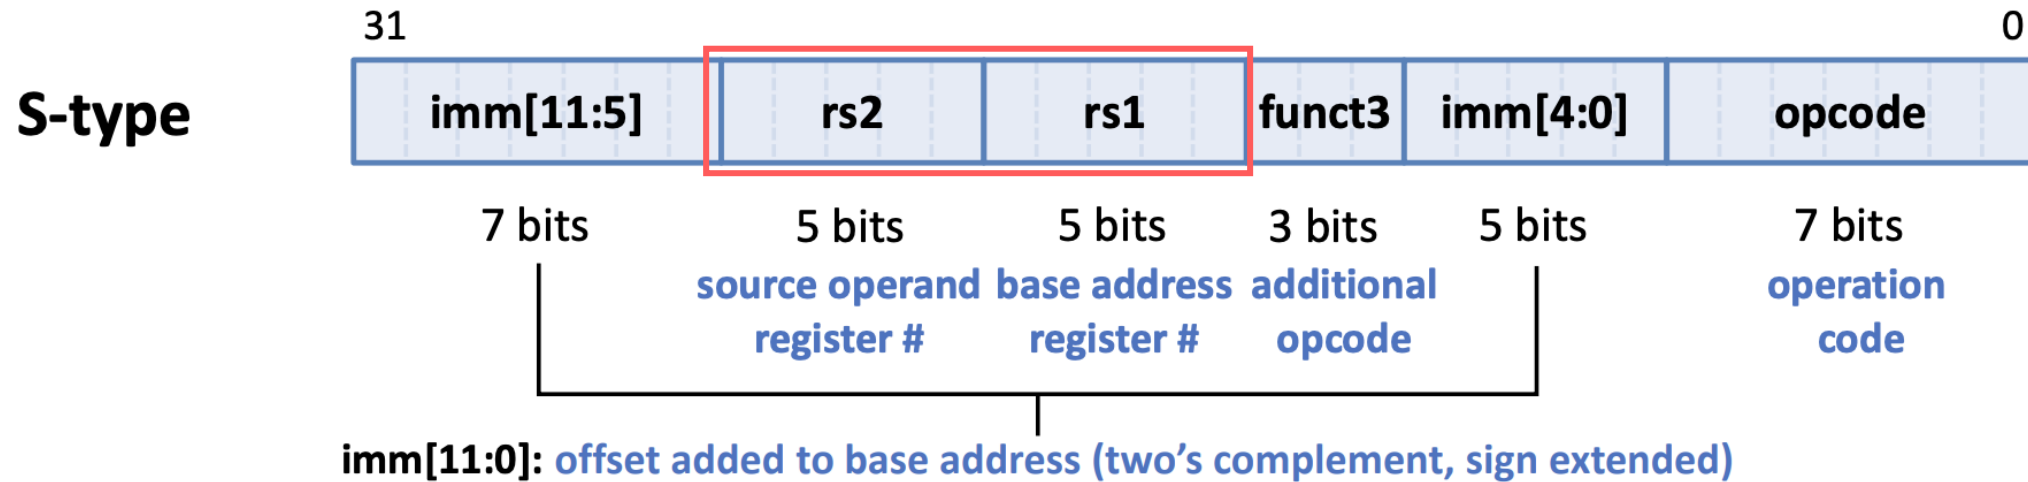 31 0
S-type imm[11:5] rs2 rs1 funct3 imm[4:0] opcode
7 bits 5 bits 5 bits 3 bits 5 bits 7 bits
source operand base address additional operation
register # register # opcode code
imm[11:0]: offset added to base address (two’s complement, sign extended)